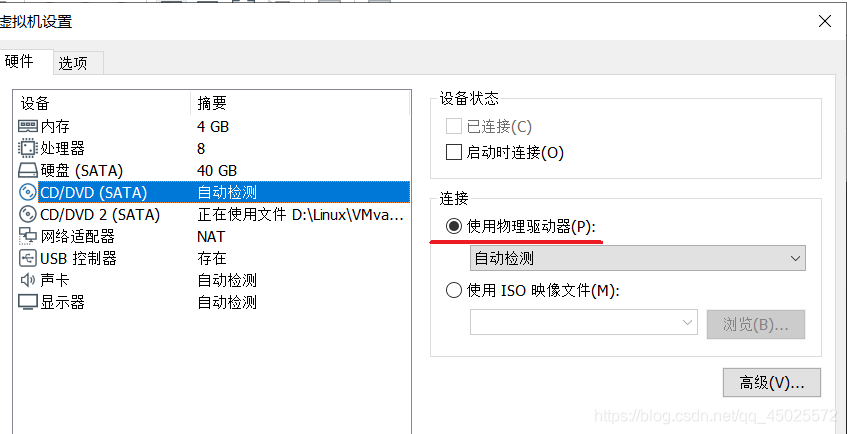 虚拟机设置
硬件 选项
设备 摘要
内存 4 GB
处理器 8
硬盘 (SATA) 40 GB
CD/DVD (SATA) 自动检测
CD/DVD 2 (SATA) 正在使用文件 D:\Linux\VMva...
网络适配器 NAT
USB 控制器 存在
声卡 自动检测
显示器 自动检测
设备状态
已连接(C)
启动时连接(O)
连接
使用物理驱动器(P):
自动检测
使用 ISO 映像文件(M):
浏览(B)...
高级(V)...
https://blog.csdn.net/qq_45025572